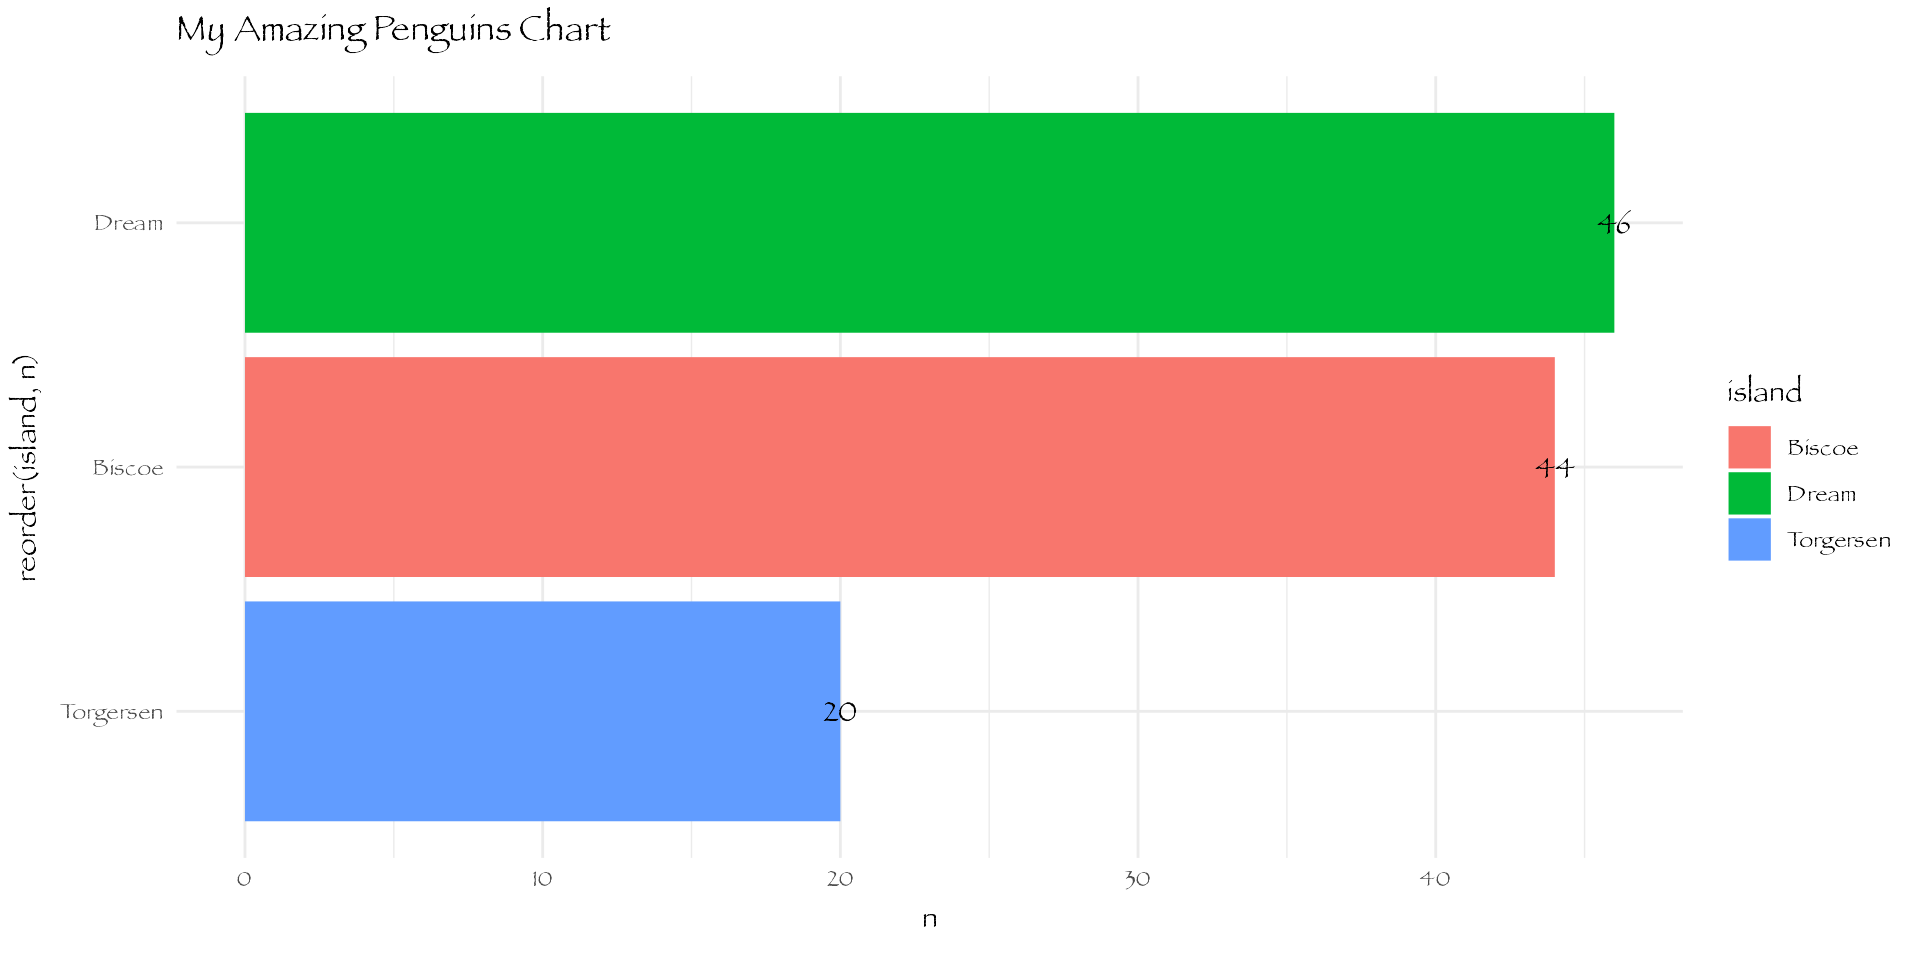 My Amazing Penguins Chart
reorder(island, n)
Dream
46
Biscoe
44
Torgersen
20
0 10 20 30 40
n
island
Biscoe
Dream
Torgersen